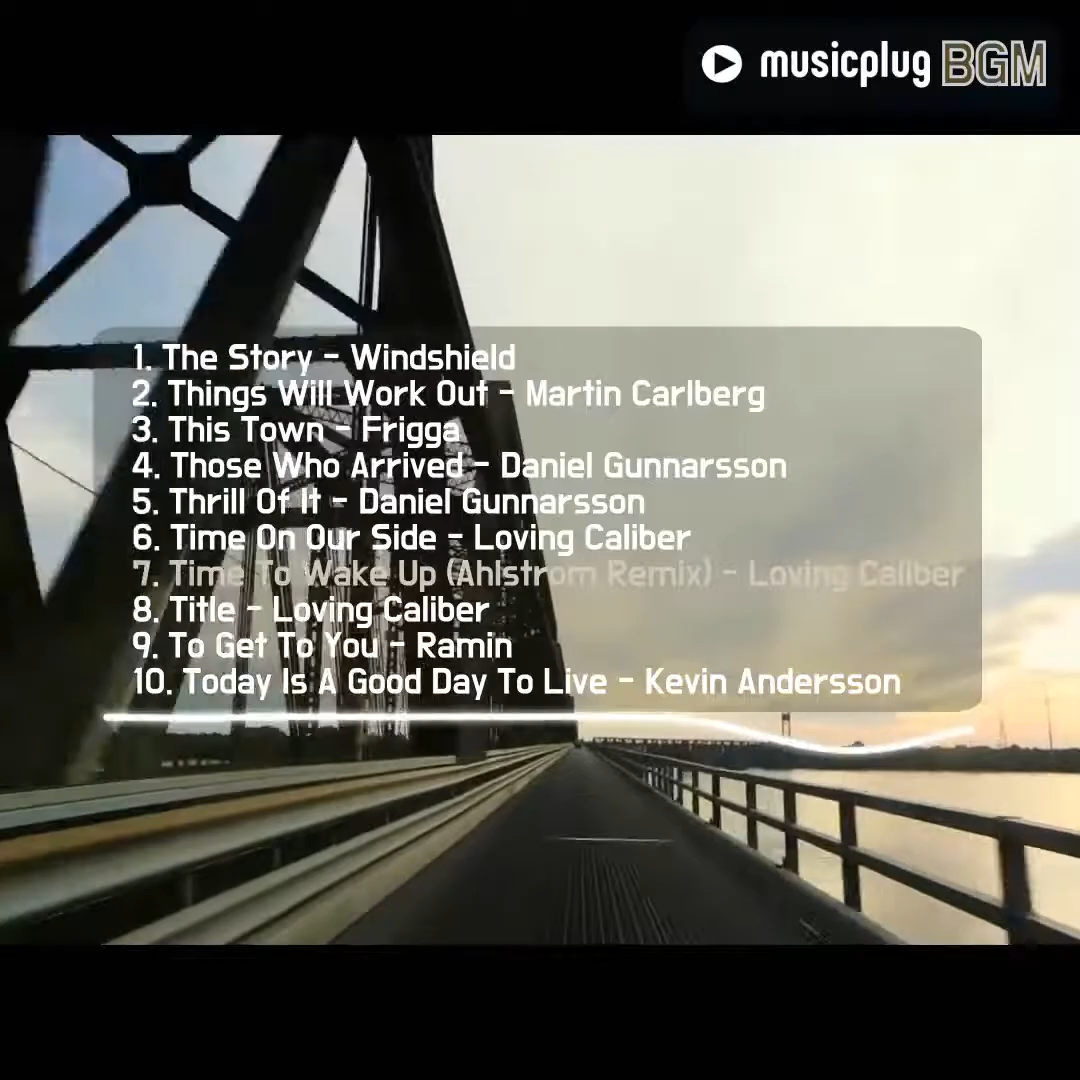 musicplug BGM
1. The Story - Windshield
2. Things Will Work Out - Martin Carlberg
3. This Town - Frigga
4. Those Who Arrived - Daniel Gunnarsson
5. Thrill Of It - Daniel Gunnarsson
6. Time On Our Side - Loving Caliber
7. Time To Wake Up (Ahlstrom Remix) - Loving Caliber
8. Title - Loving Caliber
9. To Get To You - Ramin
10. Today Is A Good Day To Live - Kevin Andersson